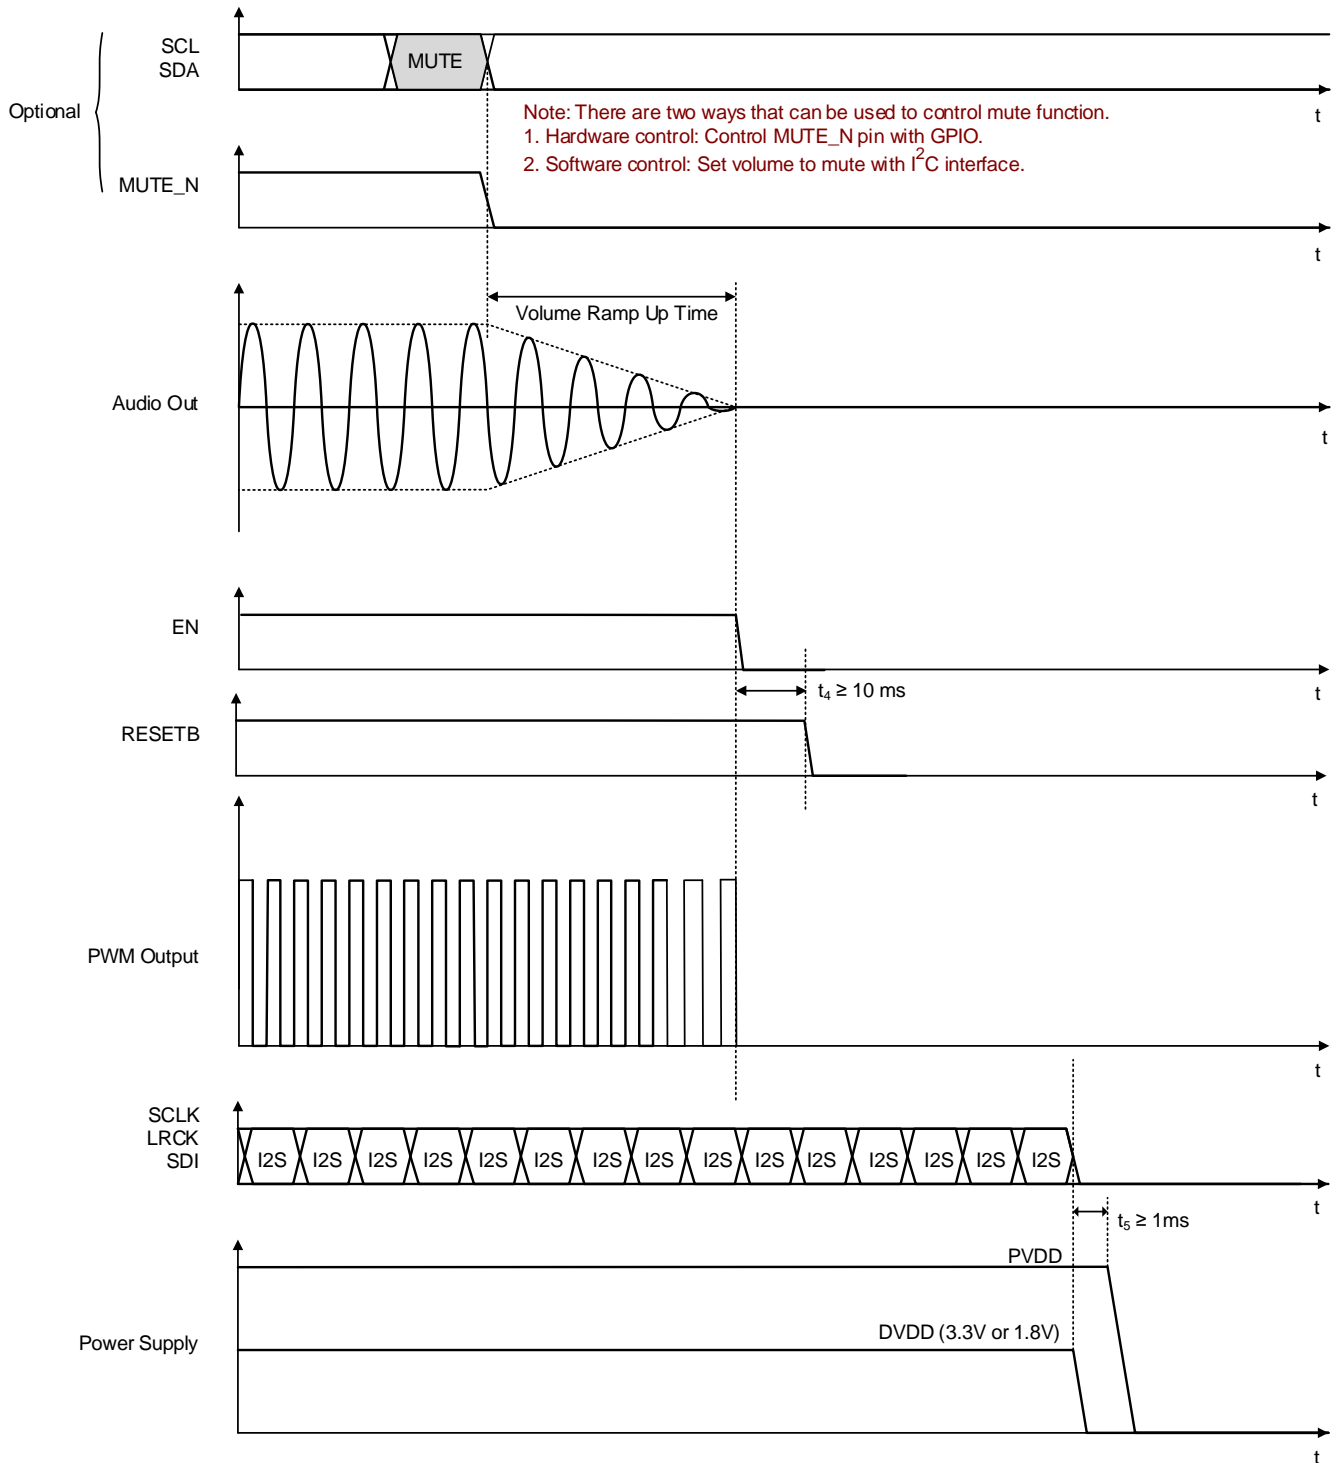 SCL
SDA
MUTE
Optional
t
Note: There are two ways that can be used to control mute function.
1. Hardware control: Control MUTE_N pin with GPIO.
2. Software control: Set volume to mute with I²C interface.
MUTE_N
t
Volume Ramp Up Time
Audio Out
t
EN
t₄ ≥ 10 ms
t
RESETB
t
PWM Output
t
SCLK
LRCK
SDI
I2S I2S I2S I2S I2S I2S I2S I2S I2S I2S I2S I2S I2S I2S I2S
t
t₅ ≥ 1ms
PVDD
DVDD (3.3V or 1.8V)
Power Supply
t